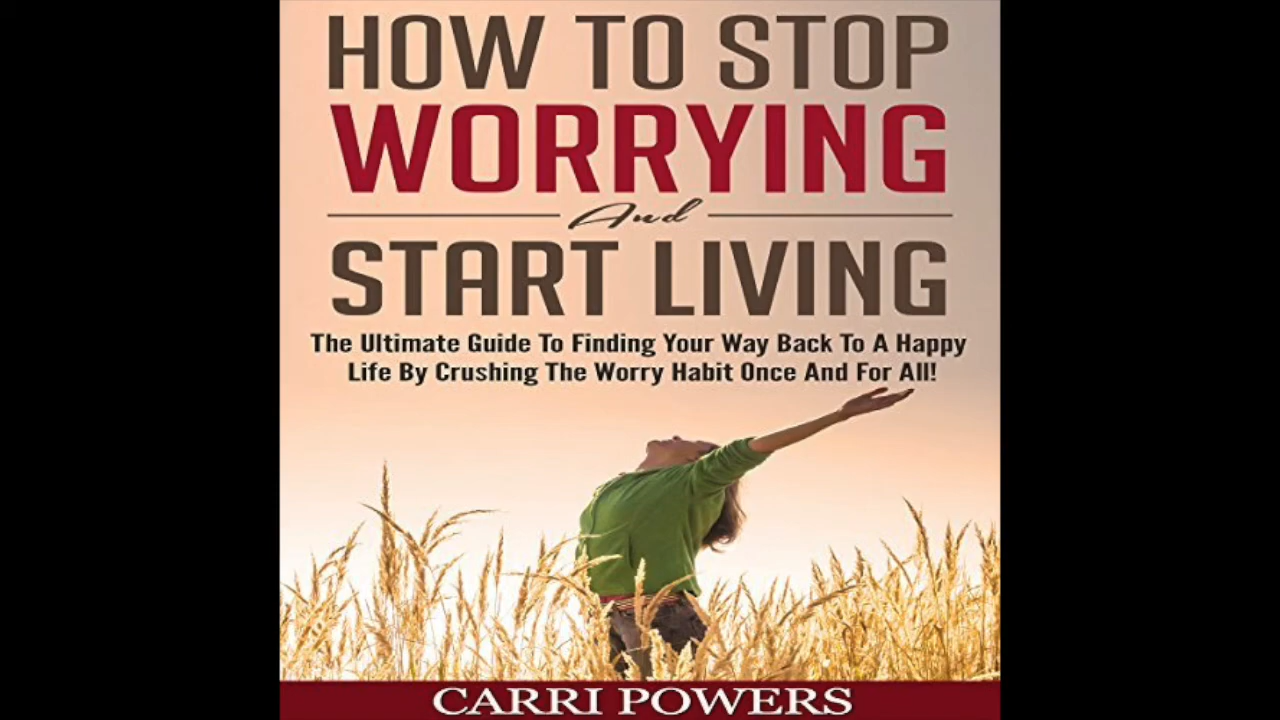 HOW TO STOP
WORRYING
And
START LIVING
The Ultimate Guide To Finding Your Way Back To A Happy
Life By Crushing The Worry Habit Once And For All!
CARRI POWERS